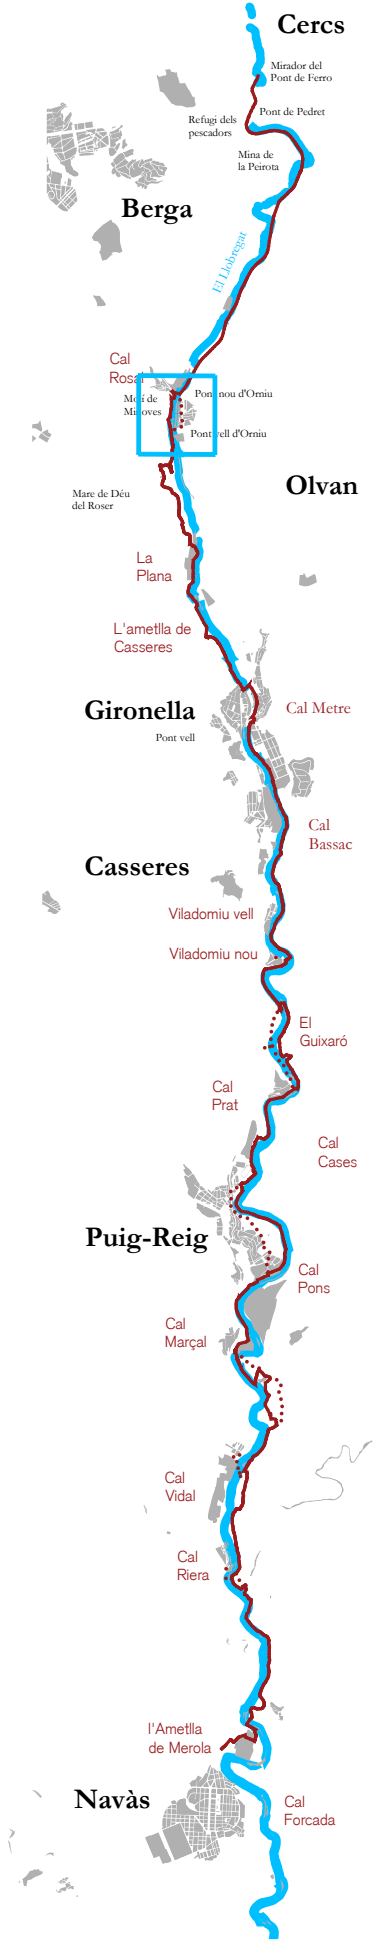 Cercs
Mirador del
Pont de Ferro
Pont de Pedret
Refugi dels
pescadors
Mina de
la Peirota
Berga
El Llobregat
Cal
Rosal
Pont nou d'Orniu
Molí de
Minoves
Pont vell d'Orniu
Olvan
Mare de Déu
del Roser
La
Plana
L'ametlla de
Casseres
Gironella
Cal Metre
Pont vell
Cal
Bassac
Casseres
Viladomiu vell
Viladomiu nou
El
Guixaró
Cal
Prat
Cal
Cases
Puig-Reig
Cal
Pons
Cal
Marçal
Cal
Vidal
Cal
Riera
l'Ametlla
de Merola
Navàs
Cal
Forcada